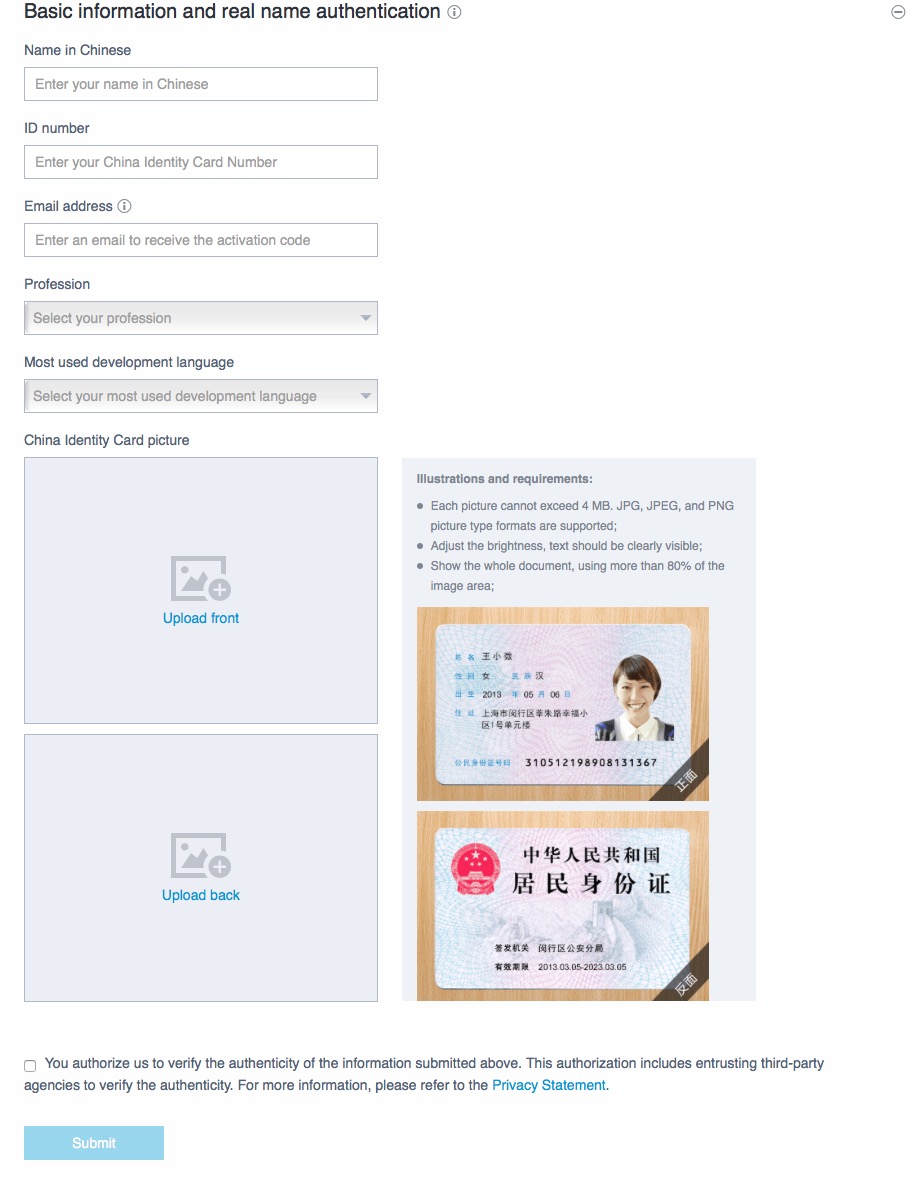 Basic information and real name authentication
Name in Chinese
Enter your name in Chinese
ID number
Enter your China Identity Card Number
Email address
Enter an email to receive the activation code
Profession
Select your profession
Most used development language
Select your most used development language
China Identity Card picture
Upload front
Upload back
Illustrations and requirements:
Each picture cannot exceed 4 MB. JPG, JPEG, and PNG
picture type formats are supported;
Adjust the brightness, text should be clearly visible;
Show the whole document, using more than 80% of the
image area;
姓 名 王小微
性 别 女 民 族 汉
出 生 2013 年 05 月 06 日
住 址 上海市闵行区莘朱路幸福小
区1号单元楼
公民身份证号码 310512198908131367
正面
中华人民共和国
居民身份证
签发机关 闵行区公安分局
有效期限 2013.03.05-2023.03.05
反面
You authorize us to verify the authenticity of the information submitted above. This authorization includes entrusting third-party
agencies to verify the authenticity. For more information, please refer to the Privacy Statement.
Submit